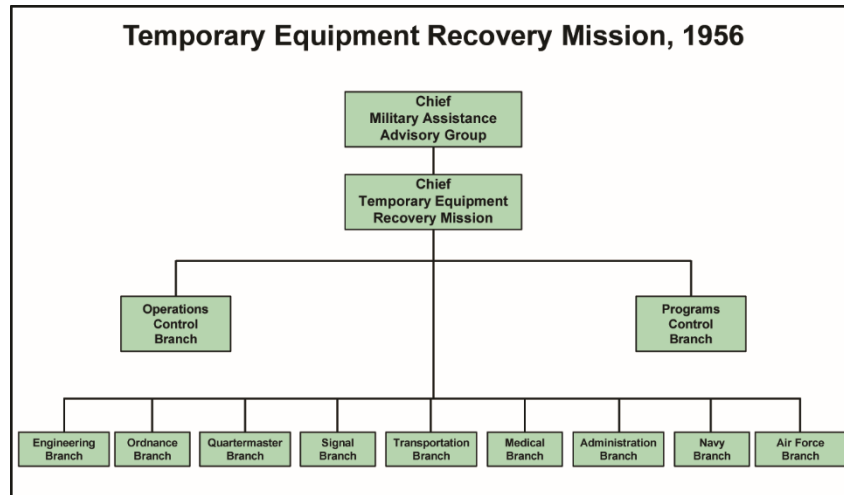 Temporary Equipment Recovery Mission, 1956
Chief
Military Assistance
Advisory Group
Chief
Temporary Equipment
Recovery Mission
Operations
Control
Branch
Programs
Control
Branch
Engineering
Branch
Ordnance
Branch
Quartermaster
Branch
Signal
Branch
Transportation
Branch
Medical
Branch
Administration
Branch
Navy
Branch
Air Force
Branch